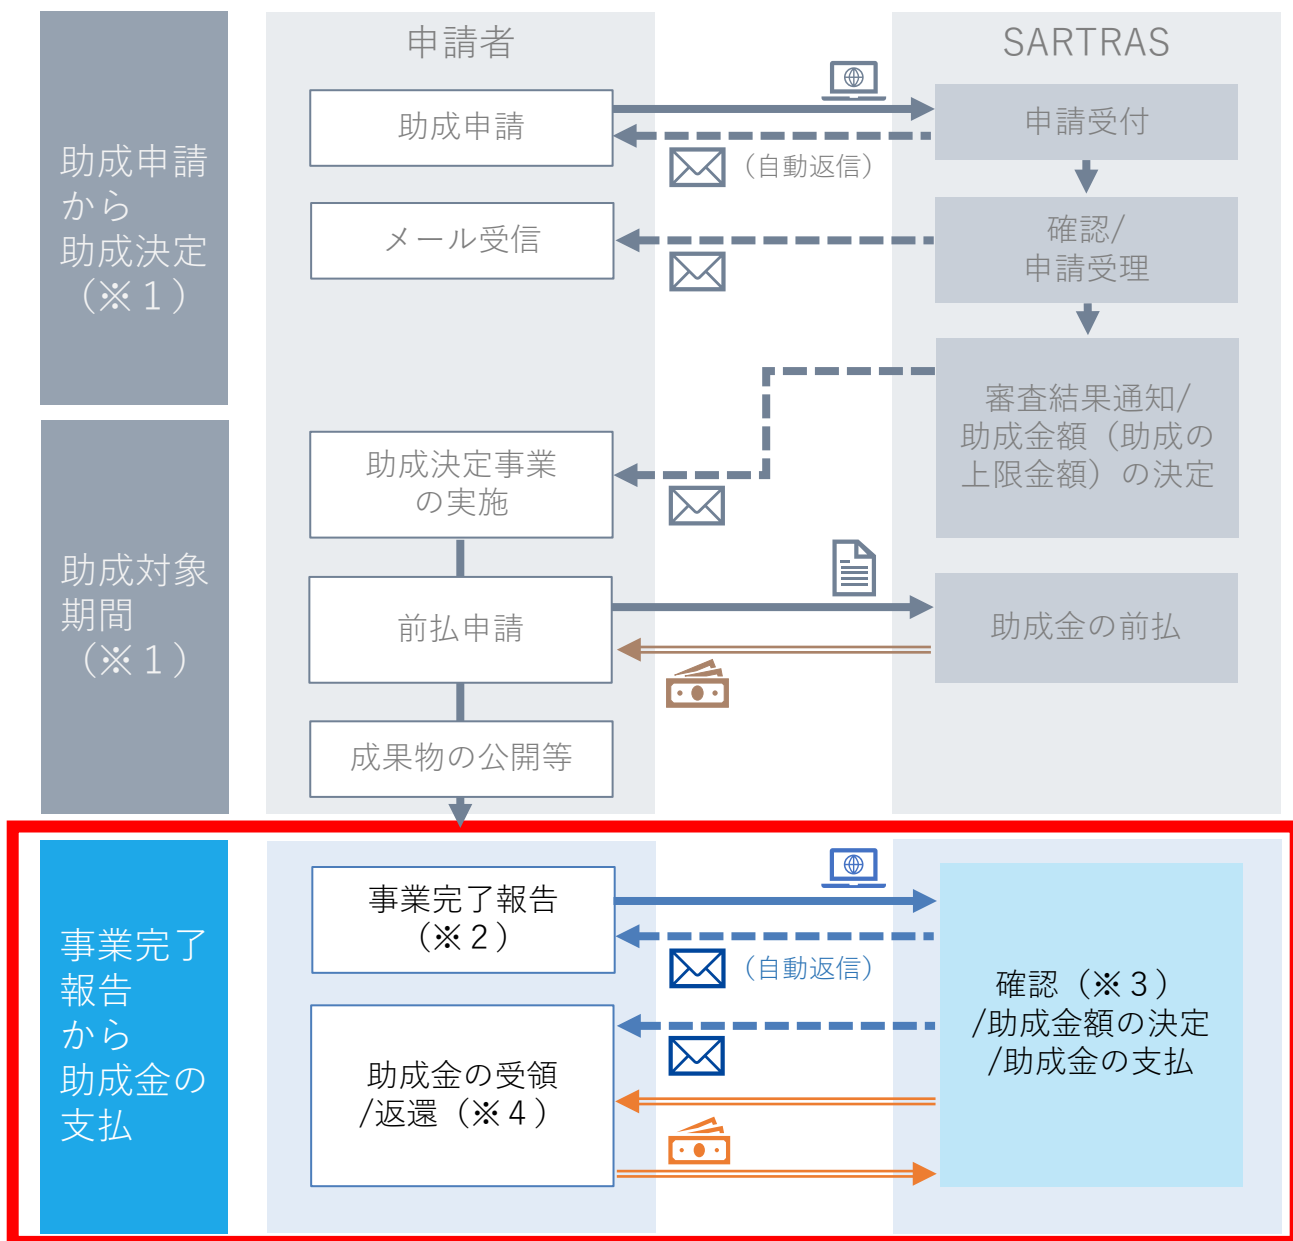 申請者
SARTRAS
助成申請
から
助成決定
（※１）
助成申請
（自動返信）
申請受付
メール受信
確認/
申請受理
審査結果通知/
助成金額（助成の
上限金額）の決定
助成対象
期間
（※１）
助成決定事業
の実施
前払申請
助成金の前払
成果物の公開等
事業完了
報告
から
助成金の
支払
事業完了報告
（※２）
（自動返信）
確認（※３）
/助成金額の決定
/助成金の支払
助成金の受領
/返還（※４）